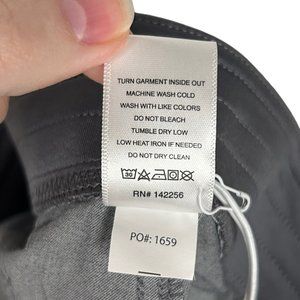 TURN GARMENT INSIDE OUT
MACHINE WASH COLD
WASH WITH LIKE COLORS
DO NOT BLEACH
TUMBLE DRY LOW
LOW HEAT IRON IF NEEDED
DO NOT DRY CLEAN
RN# 142256
PO#: 1659